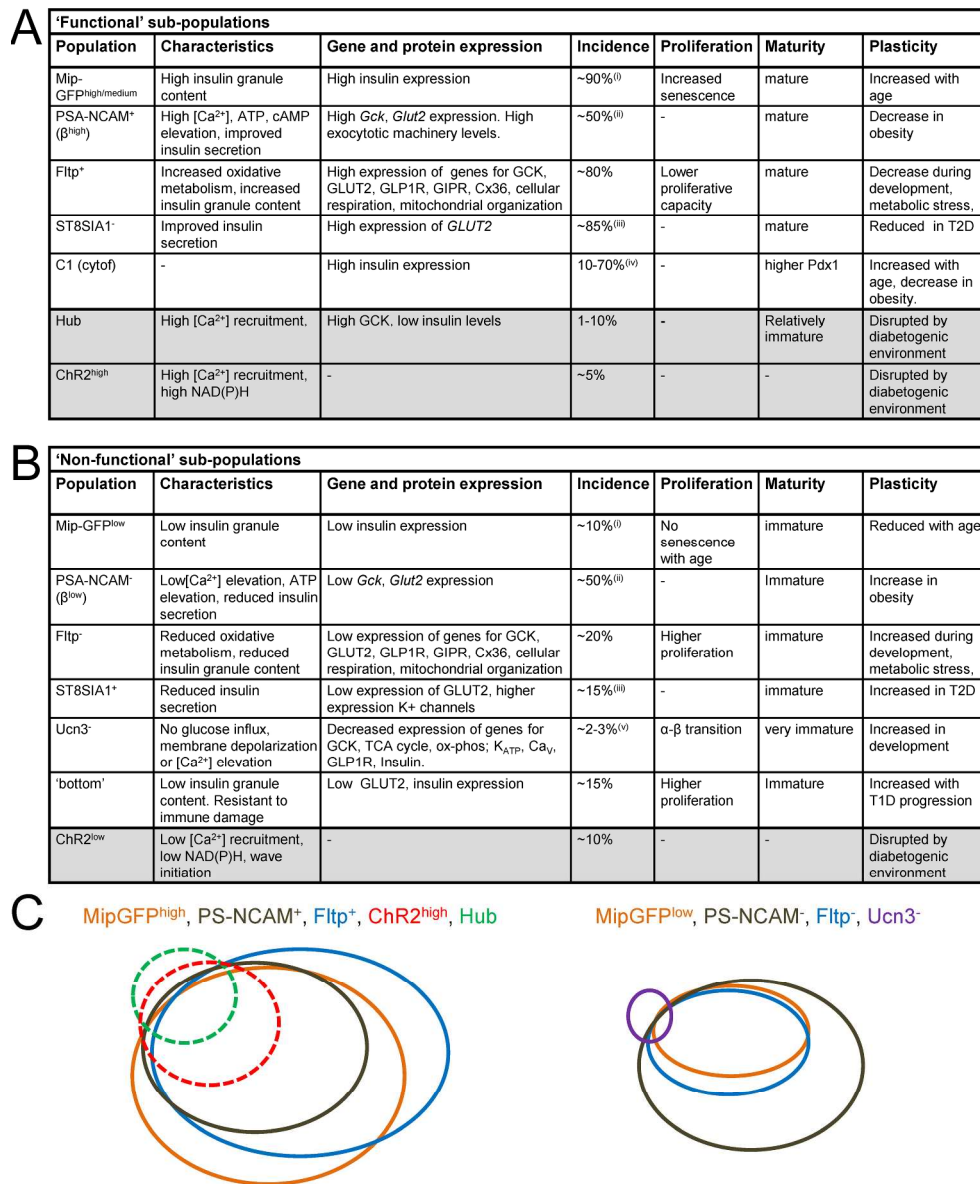 A
‘Functional’ sub-populations
Population Characteristics Gene and protein expression Incidence Proliferation Maturity Plasticity
Mip-GFPhigh/medium High insulin granule content High insulin expression ~90%(i) Increased senescence mature Increased with age
PSA-NCAM+ (βhigh) High [Ca2+], ATP, cAMP elevation, improved insulin secretion High Gck, Glut2 expression. High exocytotic machinery levels. ~50%(ii) - mature Decrease in obesity
Fltp+ Increased oxidative metabolism, increased insulin granule content High expression of genes for GCK, GLUT2, GLP1R, GIPR, Cx36, cellular respiration, mitochondrial organization ~80% Lower proliferative capacity mature Decrease during development, metabolic stress,
ST8SIA1- Improved insulin secretion High expression of GLUT2 ~85%(iii) - mature Reduced in T2D
C1 (cytof) - High insulin expression 10-70%(iv) - higher Pdx1 Increased with age, decrease in obesity.
Hub High [Ca2+] recruitment, High GCK, low insulin levels 1-10% - Relatively immature Disrupted by diabetogenic environment
ChR2high High [Ca2+] recruitment, high NAD(P)H - ~5% - - Disrupted by diabetogenic environment
B
‘Non-functional’ sub-populations
Population Characteristics Gene and protein expression Incidence Proliferation Maturity Plasticity
Mip-GFPlow Low insulin granule content Low insulin expression ~10%(i) No senescence with age immature Reduced with age
PSA-NCAM- (βlow) Low[Ca2+] elevation, ATP elevation, reduced insulin secretion Low Gck, Glut2 expression ~50%(ii) - Immature Increase in obesity
Fltp- Reduced oxidative metabolism, reduced insulin granule content Low expression of genes for GCK, GLUT2, GLP1R, GIPR, Cx36, cellular respiration, mitochondrial organization ~20% Higher proliferation immature Increased during development, metabolic stress,
ST8SIA1+ Reduced insulin secretion Low expression of GLUT2, higher expression K+ channels ~15%(iii) - immature Increased in T2D
Ucn3- No glucose influx, membrane depolarization or [Ca2+] elevation Decreased expression of genes for GCK, TCA cycle, ox-phos; KATP, CaV, GLP1R, Insulin. ~2-3%(v) α-β transition very immature Increased in development
‘bottom’ Low insulin granule content. Resistant to immune damage Low GLUT2, insulin expression ~15% Higher proliferation Immature Increased with T1D progression
ChR2low Low [Ca2+] recruitment, low NAD(P)H, wave initiation - ~10% - - Disrupted by diabetogenic environment
C
MipGFPhigh, PS-NCAM+, Fltp+, ChR2high, Hub
MipGFPlow, PS-NCAM-, Fltp-, Ucn3-